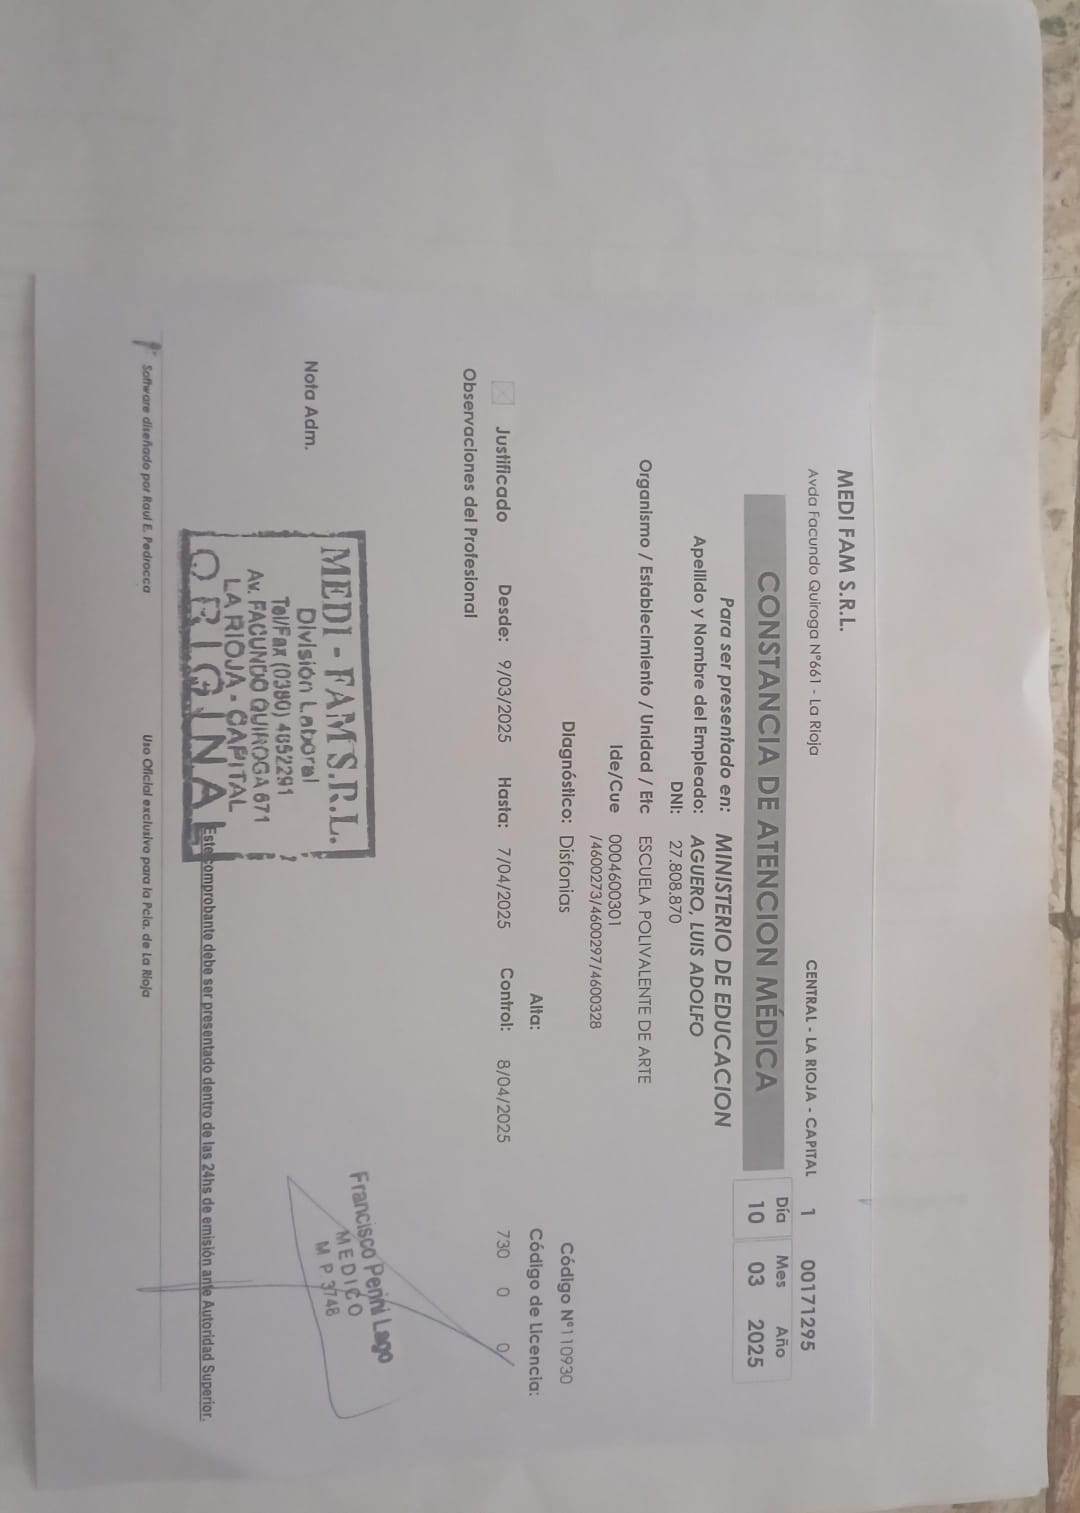 MEDI FAM S.R.L.
Avda Facundo Quiroga N°661 - La Rioja
CENTRAL - LA RIOJA - CAPITAL 1 00171295
CONSTANCIA DE ATENCION MÉDICA
Día Mes Año
10 03 2025
Para ser presentado en: MINISTERIO DE EDUCACION
Apellido y Nombre del Empleado: AGUERO, LUIS ADOLFO
DNI: 27.808.870
Organismo / Establecimiento / Unidad / Etc ESCUELA POLIVALENTE DE ARTE
Ide/Cue 0004600301
/4600273/4600297/4600328
Diagnóstico: Disfonias Código N°110930
Alta: Código de Licencia:
Justificado Desde: 9/03/2025 Hasta: 7/04/2025 Control: 8/04/2025 730 0 0
Observaciones del Profesional
Nota Adm.
MEDI - FAM S.R.L.
División Laboral
Tel/Fax (0380) 4852291
Av. FACUNDO QUIROGA 671
LA RIOJA - CAPITAL
ORIGINAL
Francisco Perini Lago
MEDICO
M P 3748
Este comprobante debe ser presentado dentro de las 24hs de emisión ante Autoridad Superior.
Software diseñado por Raul E. Pedrocca Uso Oficial exclusivo para la Pcia. de La Rioja